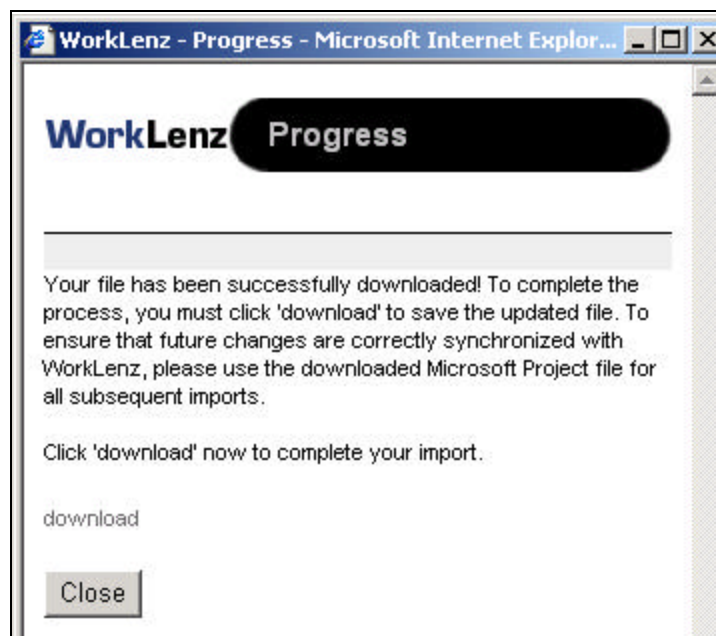 WorkLenz - Progress - Microsoft Internet Explor...
WorkLenz Progress
Your file has been successfully downloaded! To complete the
process, you must click 'download' to save the updated file. To
ensure that future changes are correctly synchronized with
WorkLenz, please use the downloaded Microsoft Project file for
all subsequent imports.
Click 'download' now to complete your import.
download
Close